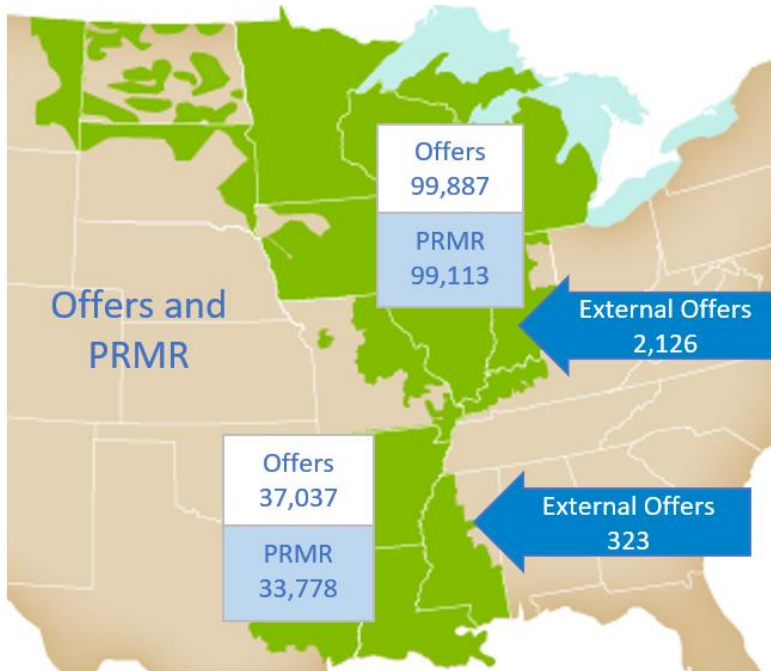 Offers
99,887
PRMR
99,113
Offers and
PRMR
External Offers
2,126
Offers
37,037
PRMR
33,778
External Offers
323